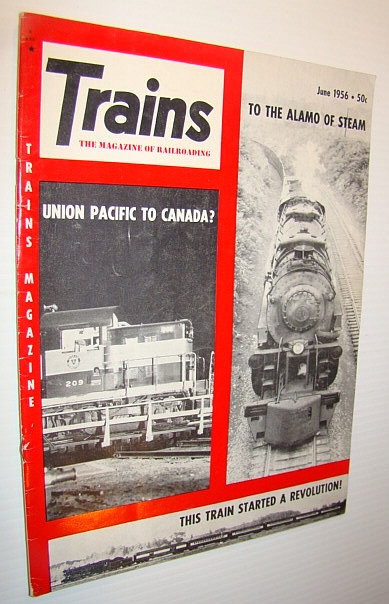 Trains
THE MAGAZINE OF RAILROADING
June 1956 • 50c
TO THE ALAMO OF STEAM
TRAINS MAGAZINE
UNION PACIFIC TO CANADA?
209
THIS TRAIN STARTED A REVOLUTION!